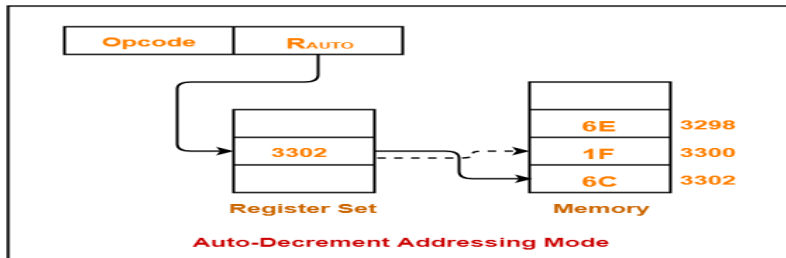 Opcode RAUTO
6E 3298
3302 1F 3300
6C 3302
Register Set Memory
Auto-Decrement Addressing Mode